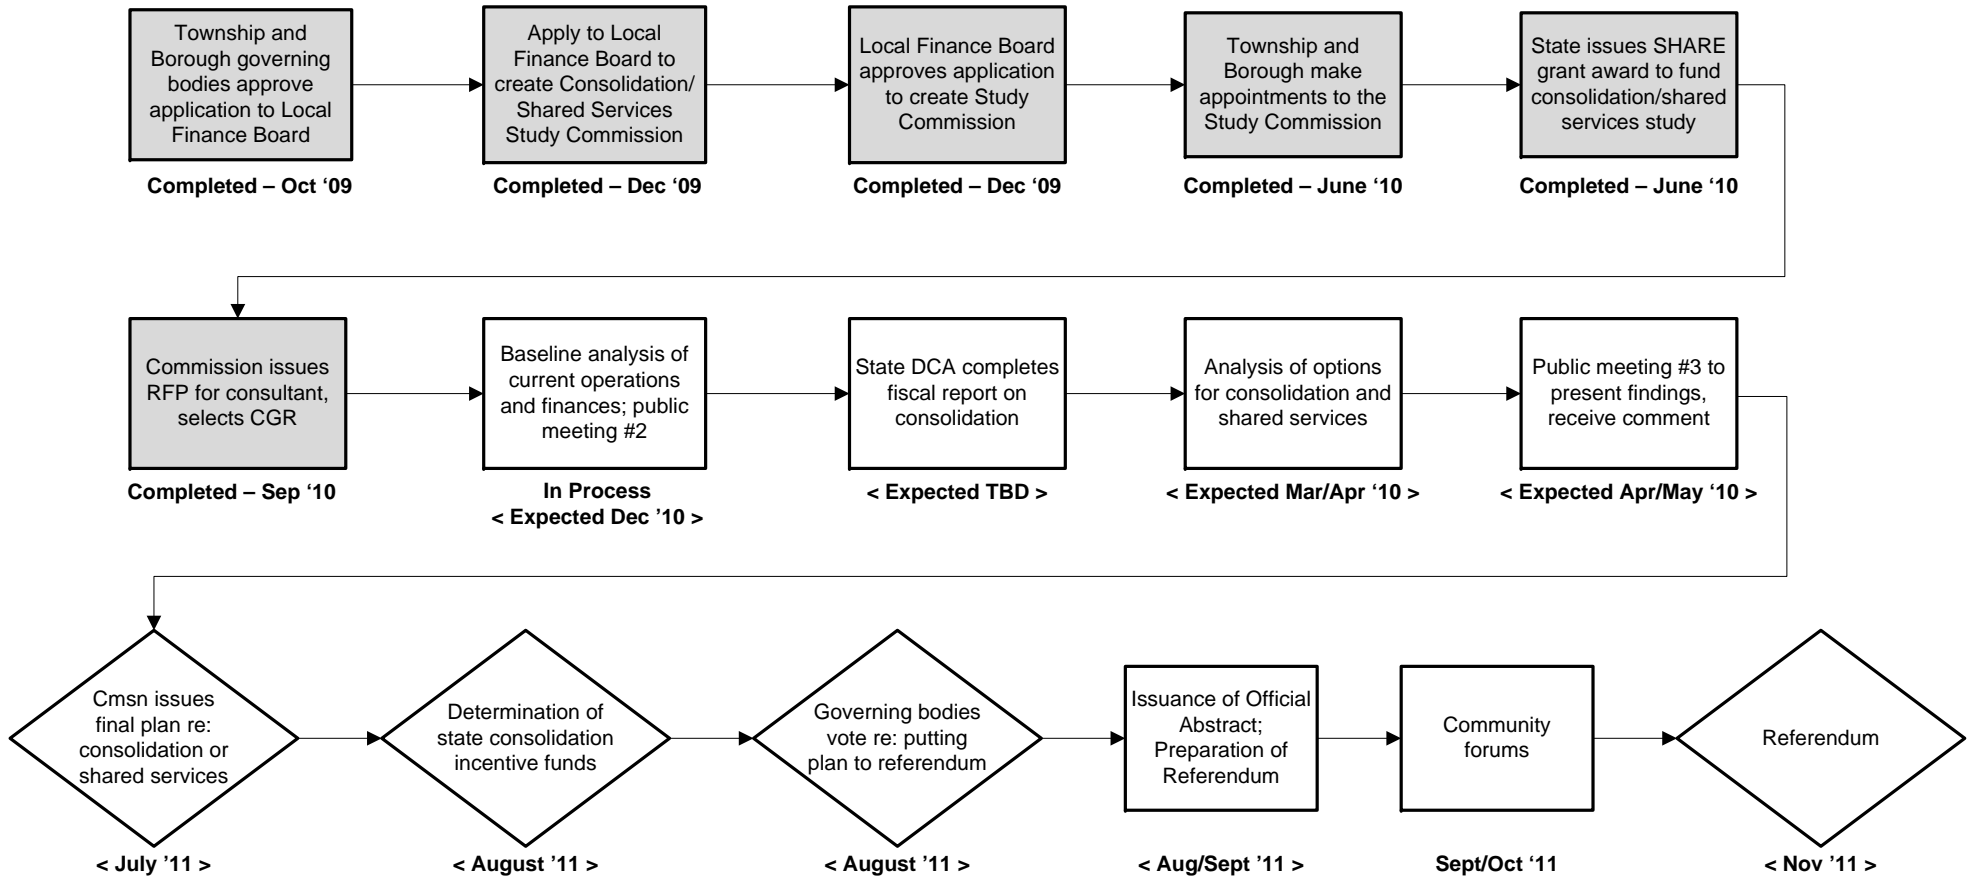 Township and
Borough governing
bodies approve
application to Local
Finance Board
Completed – Oct ‘09
Apply to Local
Finance Board to
create Consolidation/
Shared Services
Study Commission
Completed – Dec ‘09
Local Finance Board
approves application
to create Study
Commission
Completed – Dec ‘09
Township and
Borough make
appointments to the
Study Commission
Completed – June ‘10
State issues SHARE
grant award to fund
consolidation/shared
services study
Completed – June ‘10
Commission issues
RFP for consultant,
selects CGR
Completed – Sep ‘10
Baseline analysis of
current operations
and finances; public
meeting #2
In Process
< Expected Dec ’10 >
State DCA completes
fiscal report on
consolidation
< Expected TBD >
Analysis of options
for consolidation and
shared services
< Expected Mar/Apr ‘10 >
Public meeting #3 to
present findings,
receive comment
< Expected Apr/May ‘10 >
Cmsn issues
final plan re:
consolidation or
shared services
< July ’11 >
Determination of
state consolidation
incentive funds
< August ’11 >
Governing bodies
vote re: putting
plan to referendum
< August ’11 >
Issuance of Official
Abstract;
Preparation of
Referendum
< Aug/Sept ’11 >
Community
forums
Sept/Oct ‘11
Referendum
< Nov ’11 >